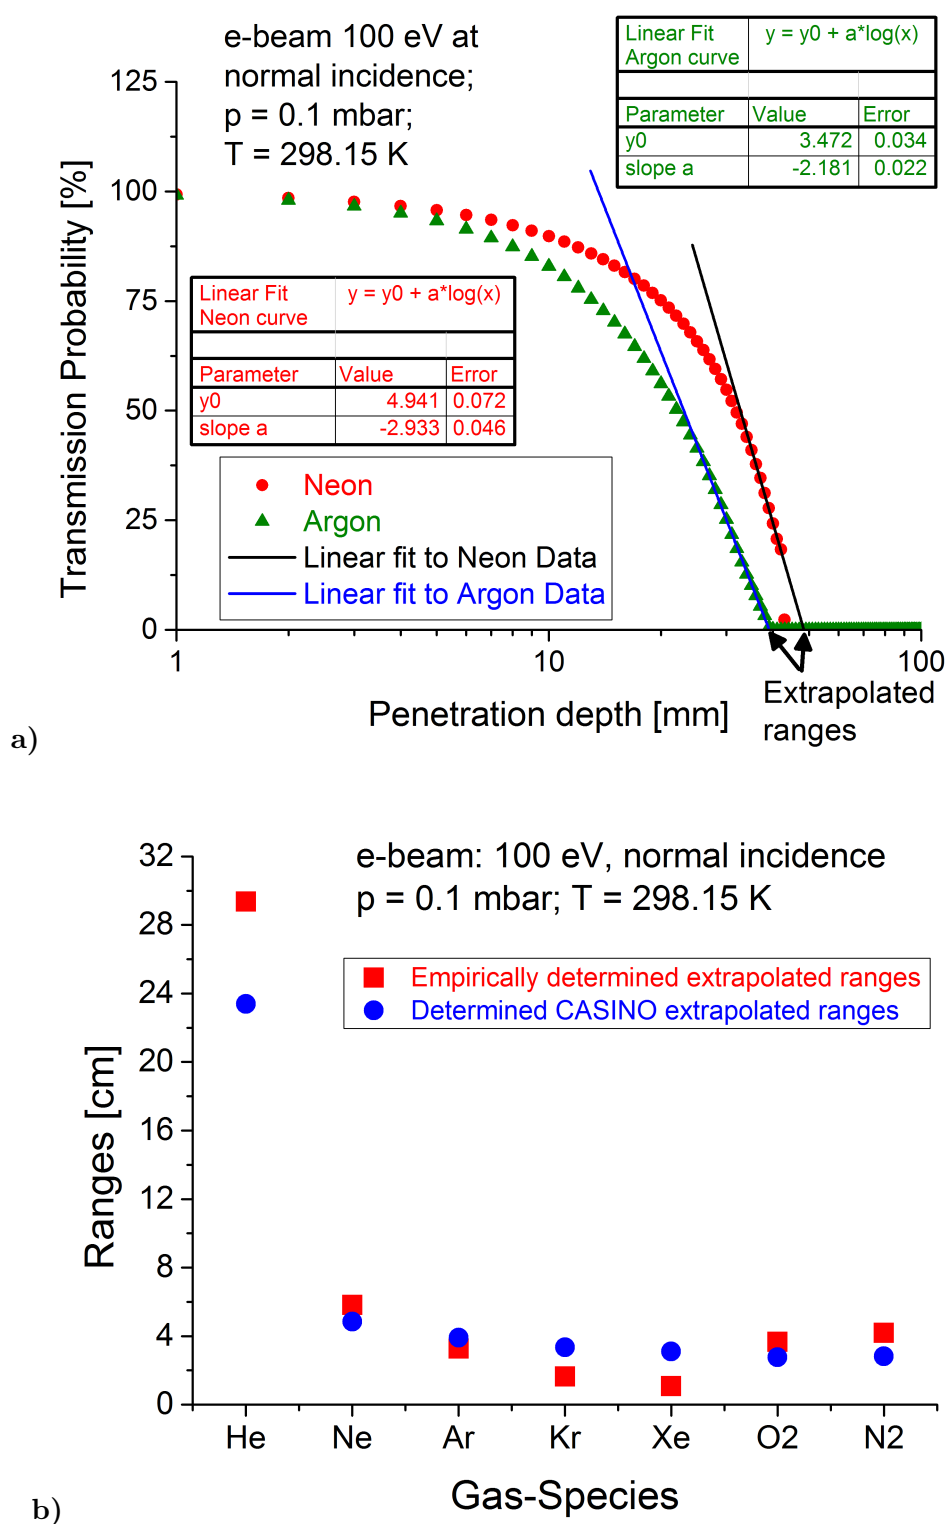 e-beam 100 eV at
normal incidence;
p = 0.1 mbar;
T = 298.15 K
Linear Fit
Argon curve
y = y0 + a*log(x)
Parameter Value Error
y0 3.472 0.034
slope a -2.181 0.022
Transmission Probability [%]
125
100
75
50
25
0
Linear Fit
Neon curve
y = y0 + a*log(x)
Parameter Value Error
y0 4.941 0.072
slope a -2.933 0.046
Neon
Argon
Linear fit to Neon Data
Linear fit to Argon Data
1 10 100
Penetration depth [mm]
Extrapolated
ranges
a)
e-beam: 100 eV, normal incidence
p = 0.1 mbar; T = 298.15 K
Empirically determined extrapolated ranges
Determined CASINO extrapolated ranges
Ranges [cm]
32
28
24
20
16
12
8
4
0
He Ne Ar Kr Xe O2 N2
Gas-Species
b)